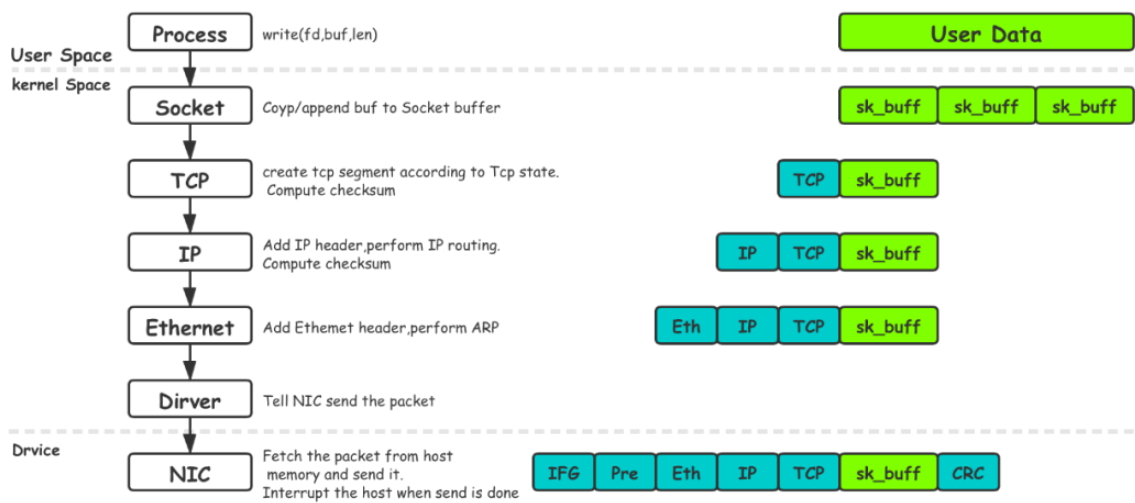 Process
write(fd,buf,len)
User Data
User Space
kernel Space
Socket
Coyp/append buf to Socket buffer
sk_buff sk_buff sk_buff
TCP
create tcp segment according to Tcp state.
Compute checksum
TCP sk_buff
IP
Add IP header,perform IP routing.
Compute checksum
IP TCP sk_buff
Ethernet
Add Ethemet header,perform ARP
Eth IP TCP sk_buff
Dirver
Tell NIC send the packet
Drvice
NIC
Fetch the packet from host
memory and send it.
Interrupt the host when send is done
IFG Pre Eth IP TCP sk_buff CRC